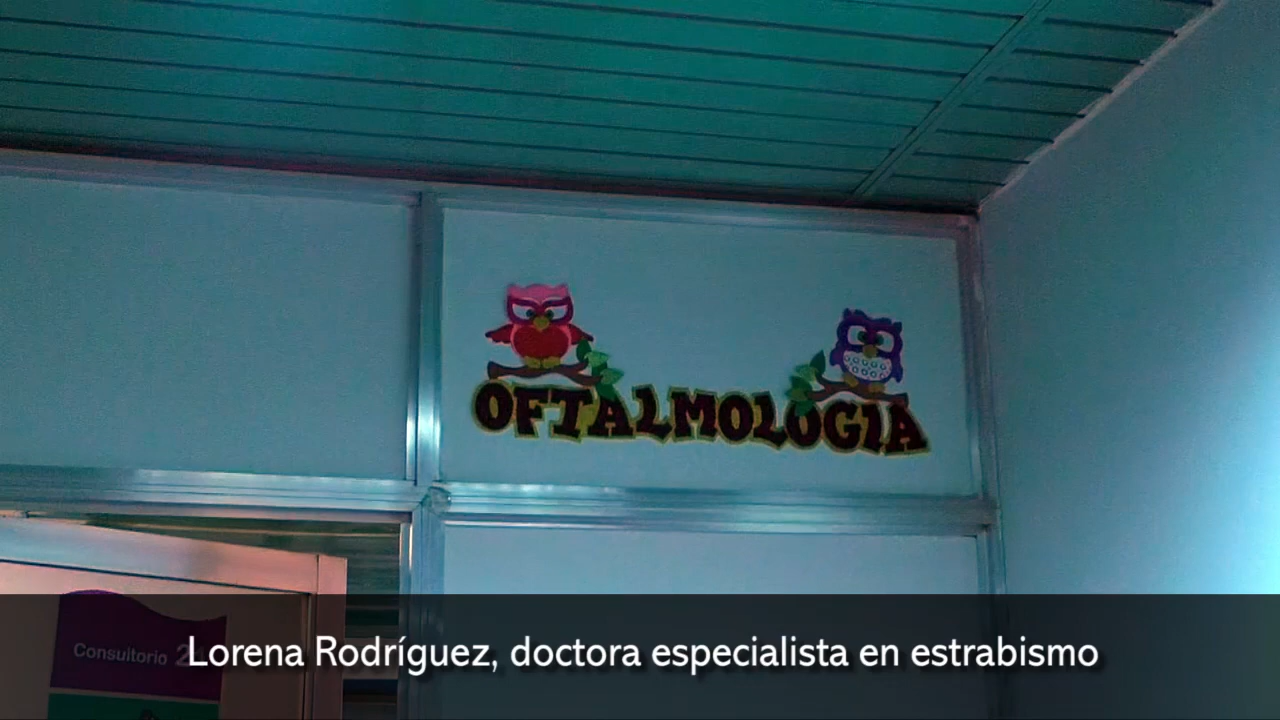 OFTALMOLOGIA
Consultorio
Lorena Rodríguez, doctora especialista en estrabismo